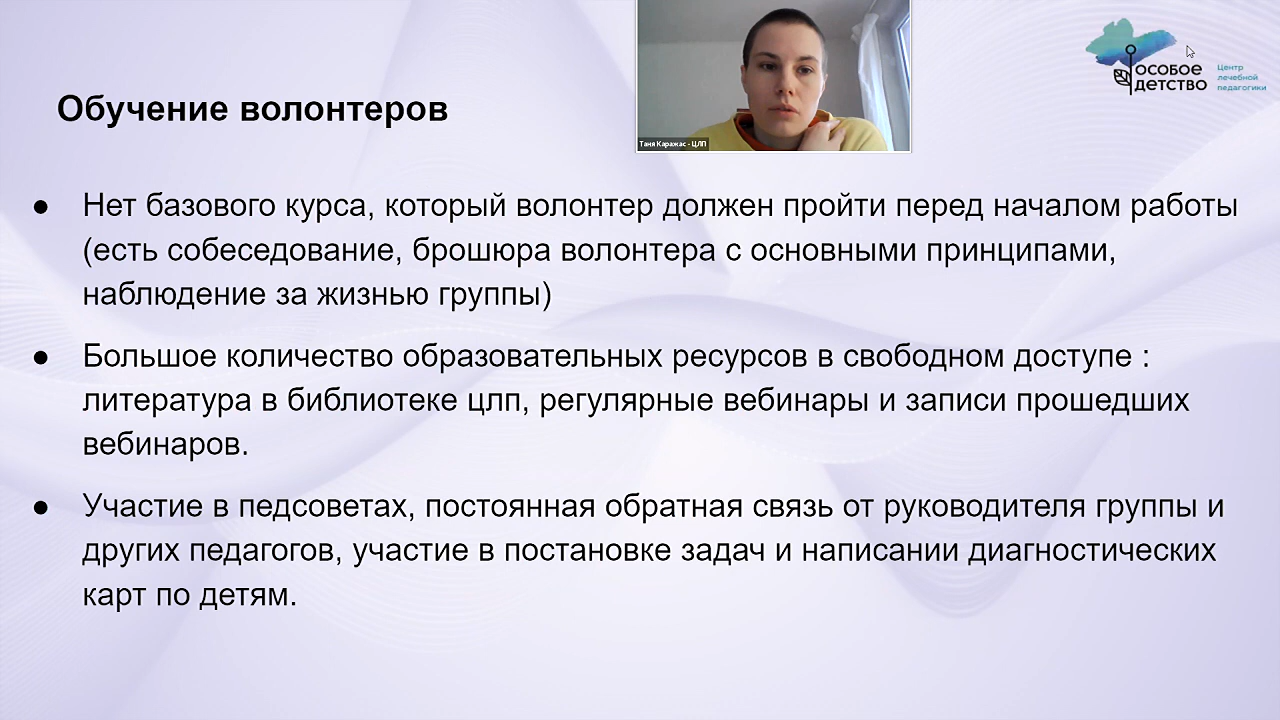 Обучение волонтеров
Таня Каражас - ЦЛП
особое
детство
Центр
лечебной
педагогики
● Нет базового курса, который волонтер должен пройти перед началом работы
(есть собеседование, брошюра волонтера с основными принципами,
наблюдение за жизнью группы)
● Большое количество образовательных ресурсов в свободном доступе :
литература в библиотеке цлп, регулярные вебинары и записи прошедших
вебинаров.
● Участие в педсоветах, постоянная обратная связь от руководителя группы и
других педагогов, участие в постановке задач и написании диагностических
карт по детям.